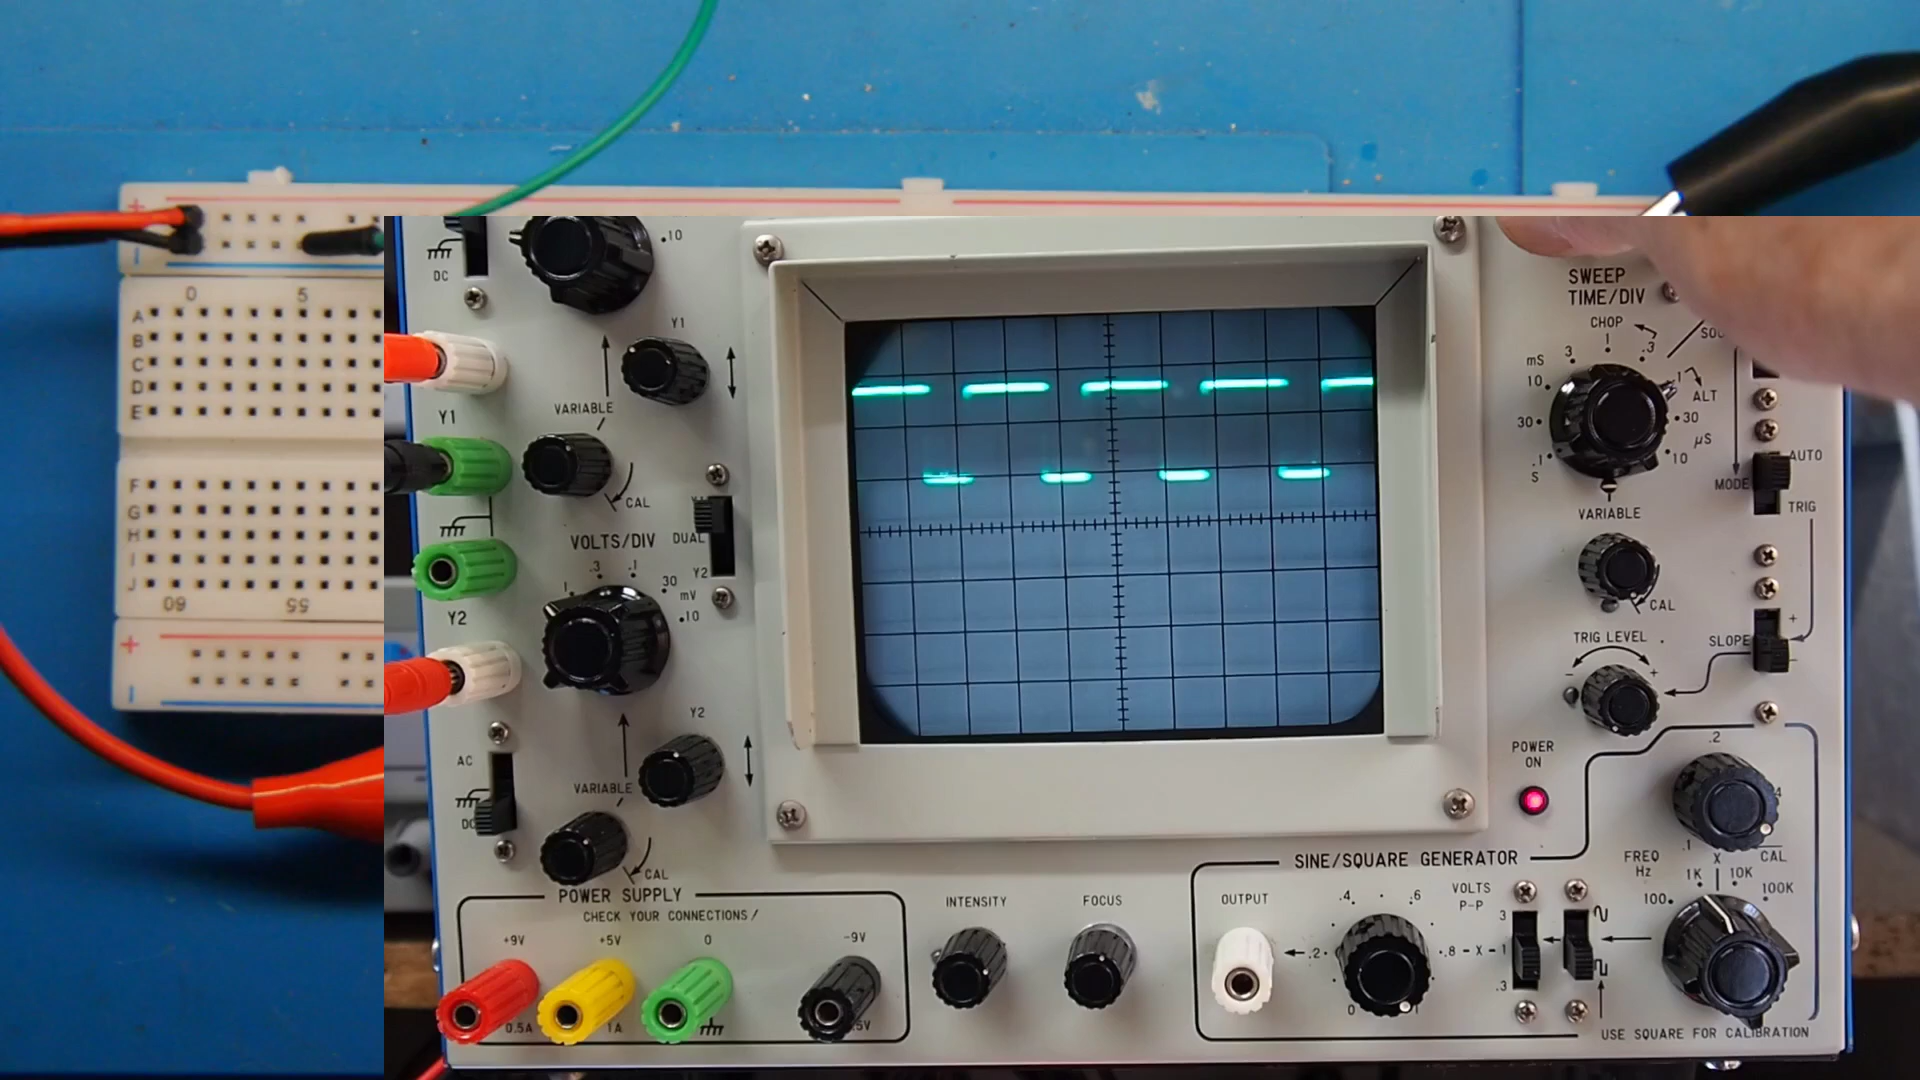 +
0 5
A
B
C
D
E
F
G
H
I
J
60 55
+
.10
DC
Y1
Y1
VARIABLE
CAL
VOLTS/DIV
DUAL
Y2
1 .3 .1 30
mV
.10
Y2
Y2
AC
DC
VARIABLE
CAL
POWER SUPPLY
CHECK YOUR CONNECTIONS
+9V +5V 0 -9V
0.5A 1A
INTENSITY FOCUS
SWEEP
TIME/DIV
CHOP
mS 3 1 .3
10
ALT
30 30
µS
.1 10
S
VARIABLE
CAL
AUTO
MODE
TRIG
TRIG LEVEL
- +
SLOPE
+
-
POWER
ON
SINE/SQUARE GENERATOR
OUTPUT
.4 .6
.2 .8 - X - 1
0 1
VOLTS
P-P
3
.3
FREQ
Hz
.2
.1 X CAL
1K 10K
100 100K
USE SQUARE FOR CALIBRATION